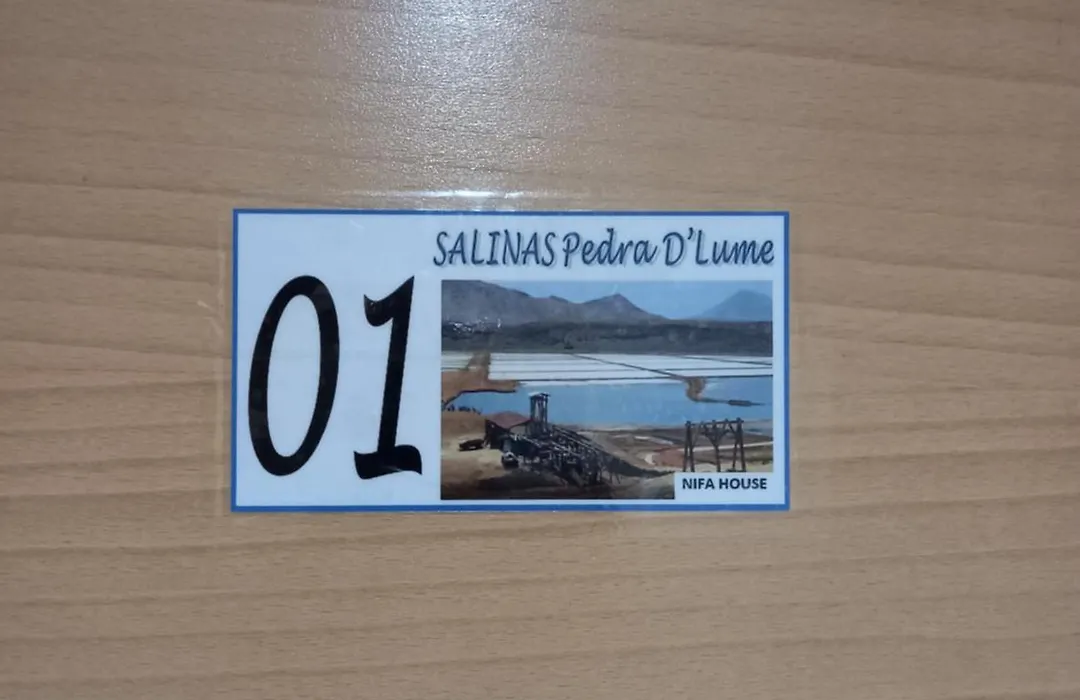 01
SALINAS Pedra D'Lume
NIFA HOUSE